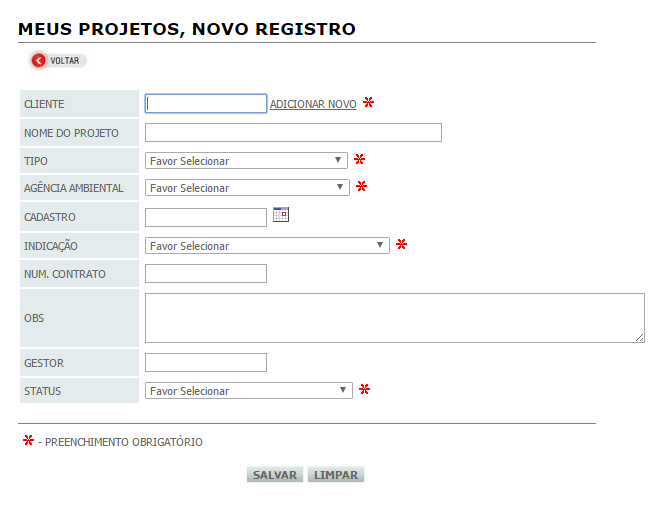 MEUS PROJETOS, NOVO REGISTRO
VOLTAR
CLIENTE ADICIONAR NOVO *
NOME DO PROJETO
TIPO Favor Selecionar *
AGÊNCIA AMBIENTAL Favor Selecionar *
CADASTRO
INDICAÇÃO Favor Selecionar *
NUM. CONTRATO
OBS
GESTOR
STATUS Favor Selecionar *
* - PREENCHIMENTO OBRIGATÓRIO
SALVAR LIMPAR